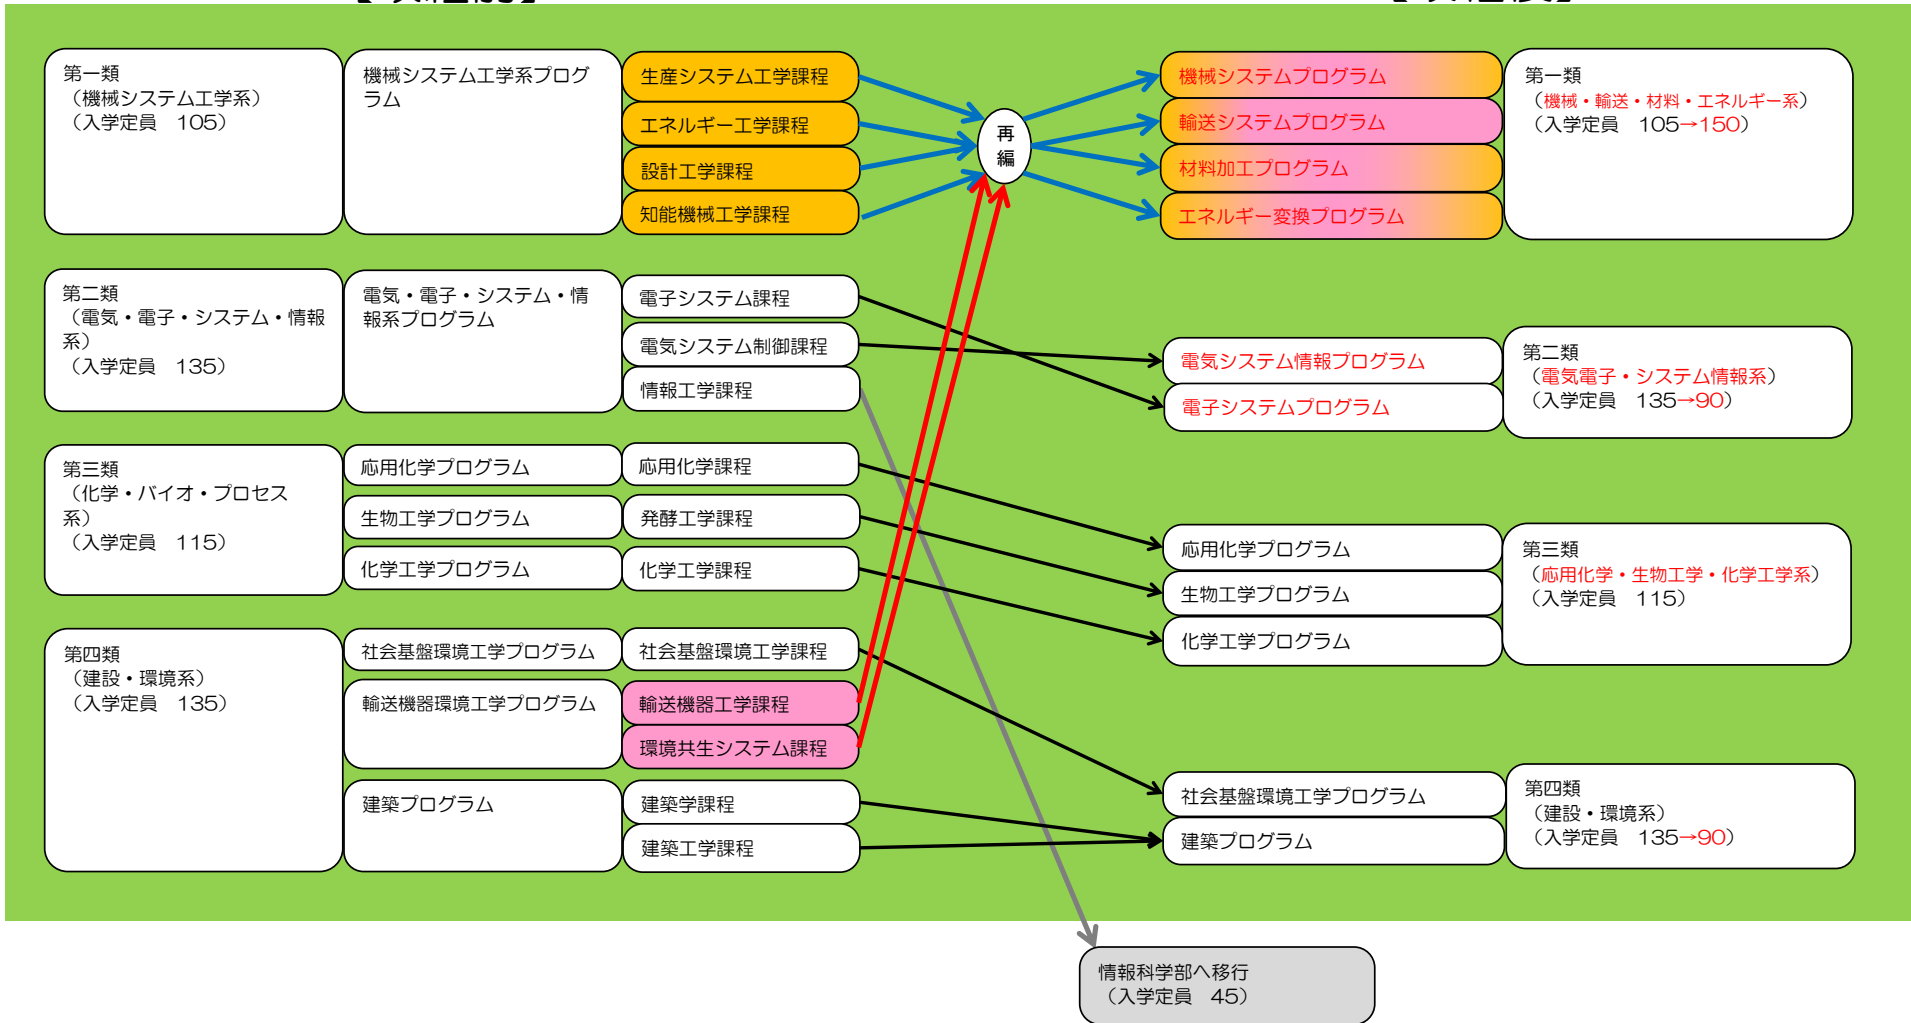 第一類
（機械システム工学系）
（入学定員　105）
機械システム工学系プログ
ラム
生産システム工学課程
エネルギー工学課程
設計工学課程
知能機械工学課程
第二類
（電気・電子・システム・情報
系）
（入学定員　135）
電気・電子・システム・情
報系プログラム
電子システム課程
電気システム制御課程
情報工学課程
第三類
（化学・バイオ・プロセス
系）
（入学定員　115）
応用化学プログラム
生物工学プログラム
化学工学プログラム
応用化学課程
発酵工学課程
化学工学課程
第四類
（建設・環境系）
（入学定員　135）
社会基盤環境工学プログラム
輸送機器環境工学プログラム
建築プログラム
社会基盤環境工学課程
輸送機器工学課程
環境共生システム課程
建築学課程
建築工学課程
再
編
機械システムプログラム
輸送システムプログラム
材料加工プログラム
エネルギー変換プログラム
第一類
（機械・輸送・材料・エネルギー系）
（入学定員　105→150）
電気システム情報プログラム
電子システムプログラム
第二類
（電気電子・システム情報系）
（入学定員　135→90）
応用化学プログラム
生物工学プログラム
化学工学プログラム
第三類
（応用化学・生物工学・化学工学系）
（入学定員　115）
社会基盤環境工学プログラム
建築プログラム
第四類
（建設・環境系）
（入学定員　135→90）
情報科学部へ移行
（入学定員　45）